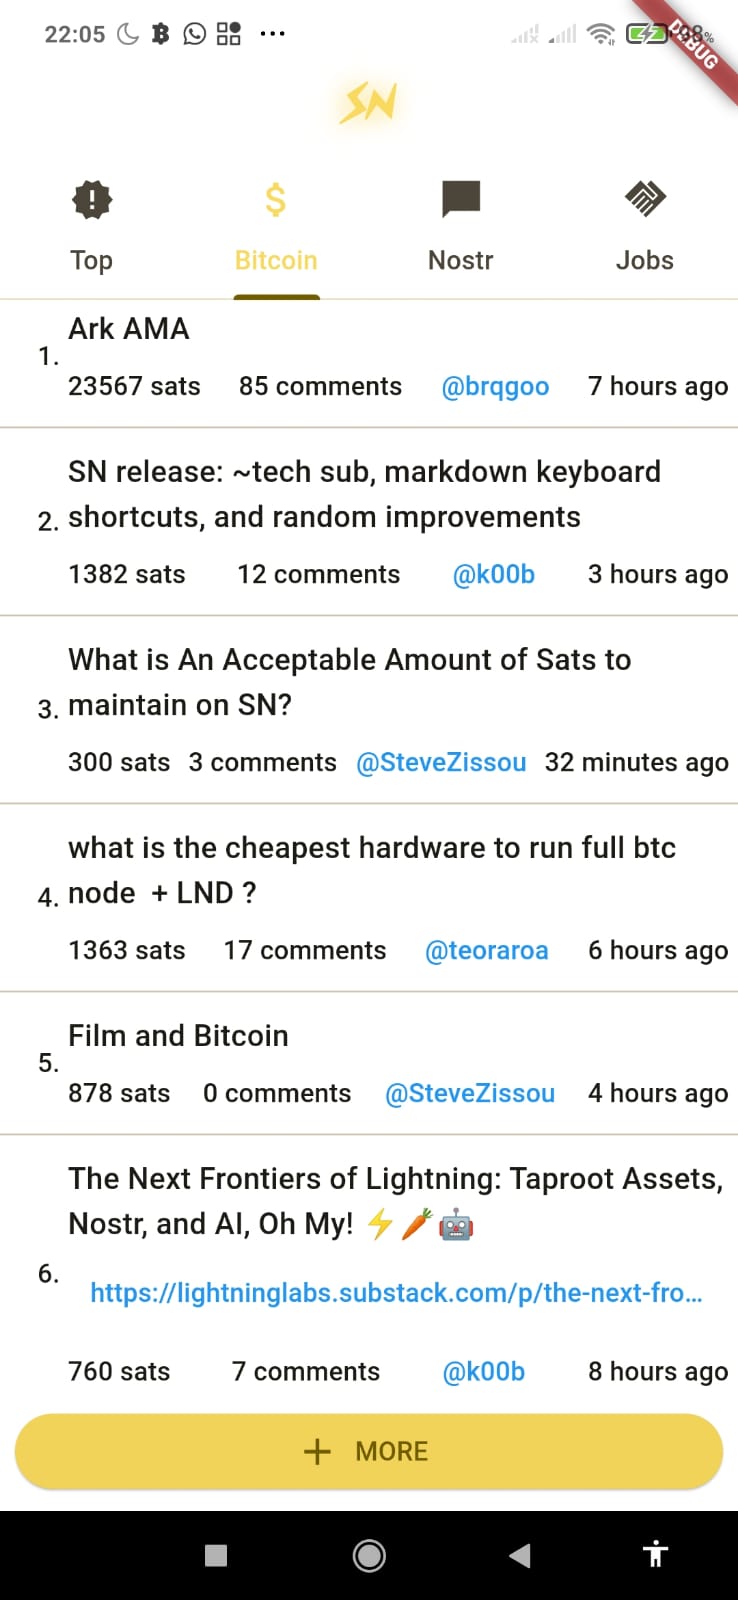 22:05
98%
DEBUG
SN
Top
Bitcoin
Nostr
Jobs
1.
Ark AMA
23567 sats 85 comments @brqgoo 7 hours ago
2.
SN release: ~tech sub, markdown keyboard
shortcuts, and random improvements
1382 sats 12 comments @k00b 3 hours ago
3.
What is An Acceptable Amount of Sats to
maintain on SN?
300 sats 3 comments @SteveZissou 32 minutes ago
4.
what is the cheapest hardware to run full btc
node + LND ?
1363 sats 17 comments @teoraroa 6 hours ago
5.
Film and Bitcoin
878 sats 0 comments @SteveZissou 4 hours ago
6.
The Next Frontiers of Lightning: Taproot Assets,
Nostr, and AI, Oh My! ⚡🥕🤖
https://lightninglabs.substack.com/p/the-next-fro...
760 sats 7 comments @k00b 8 hours ago
+ MORE